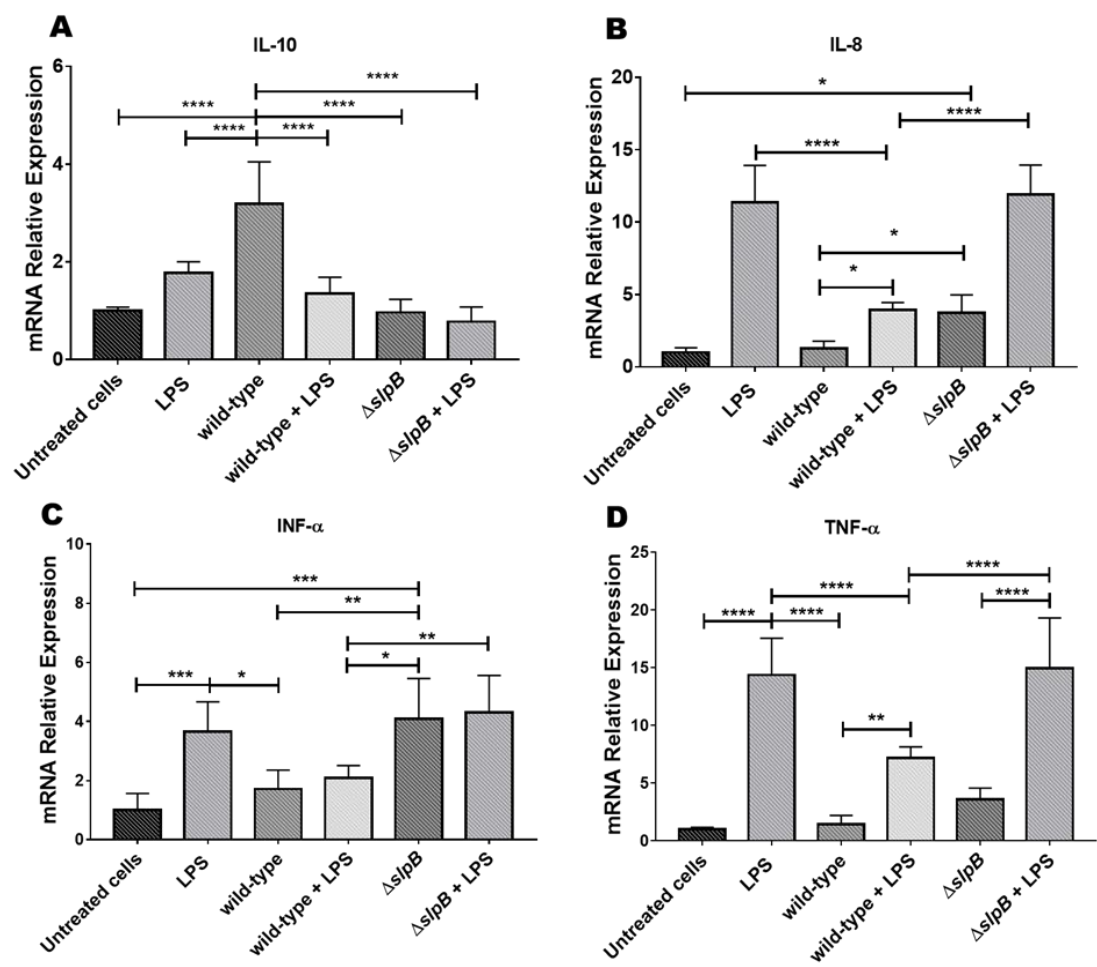 A
IL-10
mRNA Relative Expression
6
4
2
0
****
****
****
****
****
Untreated cells
LPS
wild-type
wild-type + LPS
ΔslpB
ΔslpB + LPS
B
IL-8
mRNA Relative Expression
20
15
10
5
0
*
****
****
*
*
Untreated cells
LPS
wild-type
wild-type + LPS
ΔslpB
ΔslpB + LPS
C
INF-α
mRNA Relative Expression
10
8
6
4
2
0
***
**
**
*
***
*
Untreated cells
LPS
wild-type
wild-type + LPS
ΔslpB
ΔslpB + LPS
D
TNF-α
mRNA Relative Expression
25
20
15
10
5
0
****
****
****
****
****
**
Untreated cells
LPS
wild-type
wild-type + LPS
ΔslpB
ΔslpB + LPS